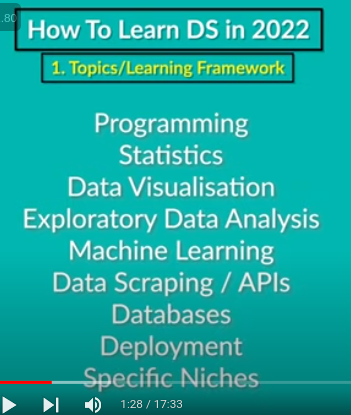 .80
How To Learn DS in 2022
1. Topics/Learning Framework
Programming
Statistics
Data Visualisation
Exploratory Data Analysis
Machine Learning
Data Scraping / APIs
Databases
Deployment
Specific Niches
1:28 / 17:33